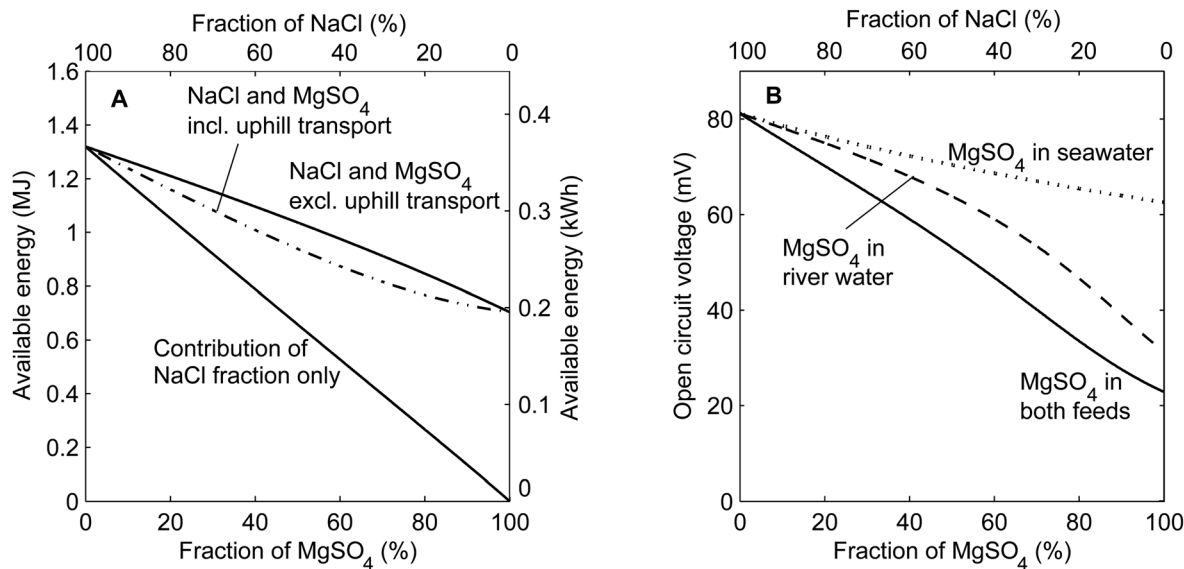 Fraction of NaCl (%)
100 80 60 40 20 0
1.6
1.4
1.2
1
0.8
0.6
0.4
0.2
0
Available energy (MJ)
A
NaCl and MgSO4
incl. uphill transport
NaCl and MgSO4
excl. uphill transport
Contribution of
NaCl fraction only
0.4
0.3
0.2
0.1
0
Available energy (kWh)
0 20 40 60 80 100
Fraction of MgSO4 (%)
Fraction of NaCl (%)
100 80 60 40 20 0
80
60
40
20
0
Open circuit voltage (mV)
B
MgSO4 in seawater
MgSO4 in
river water
MgSO4 in
both feeds
0 20 40 60 80 100
Fraction of MgSO4 (%)